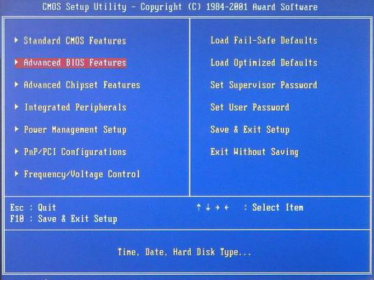 CMOS Setup Utility - Copyright (C) 1984-2001 Award Software
▸ Standard CMOS Features
▸ Advanced BIOS Features
▸ Advanced Chipset Features
▸ Integrated Peripherals
▸ Power Management Setup
▸ PnP/PCI Configurations
▸ Frequency/Voltage Control
Load Fail-Safe Defaults
Load Optimized Defaults
Set Supervisor Password
Set User Password
Save & Exit Setup
Exit Without Saving
Esc : Quit
F10 : Save & Exit Setup
↑ ↓ → ← : Select Item
Time, Date, Hard Disk Type...